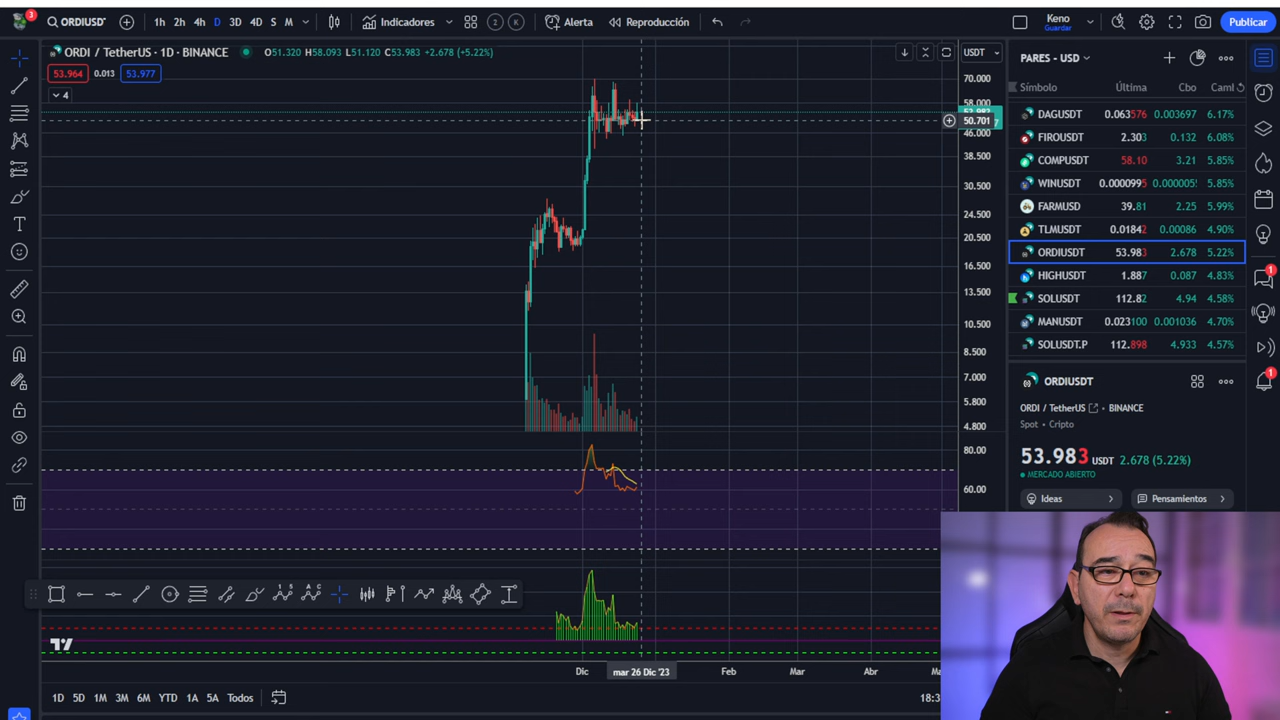 3
ORDIUSDT
1h 2h 4h D 3D 4D S M
Indicadores
2 K
Alerta
Reproducción
Keno
Guardar
Publicar
ORDI / TetherUS · 1D · BINANCE
O51.320 H58.093 L51.120 C53.983 +2.678 (+5.22%)
53.964 0.013 53.977
4
USDT
70.000
58.000
50.701
46.000
38.500
30.500
24.500
20.500
16.500
13.500
10.500
8.500
7.000
5.800
4.800
80.00
60.00
Dic
mar 26 Dic '23
Feb
Mar
Abr
1D 5D 1M 3M 6M YTD 1A 5A Todos
18:3
PARES - USD
Símbolo Última Cbo Caml
DAGUSDT 0.063576 0.003697 6.17%
FIROUSDT 2.303 0.132 6.08%
COMPUSDT 58.10 3.21 5.85%
WINUSDT 0.0000995 0.000005! 5.85%
FARMUSD 39.81 2.25 5.99%
TLMUSDT 0.01842 0.00086 4.90%
ORDIUSDT 53.983 2.678 5.22%
HIGHUSDT 1.887 0.087 4.83%
SOLUSDT 112.82 4.94 4.58%
MANUSDT 0.023100 0.001036 4.70%
SOLUSDT.P 112.898 4.933 4.57%
ORDIUSDT
ORDI / TetherUS · BINANCE
Spot • Cripto
53.983 USDT 2.678 (5.22%)
MERCADO ABIERTO
Ideas
Pensamientos
1
1